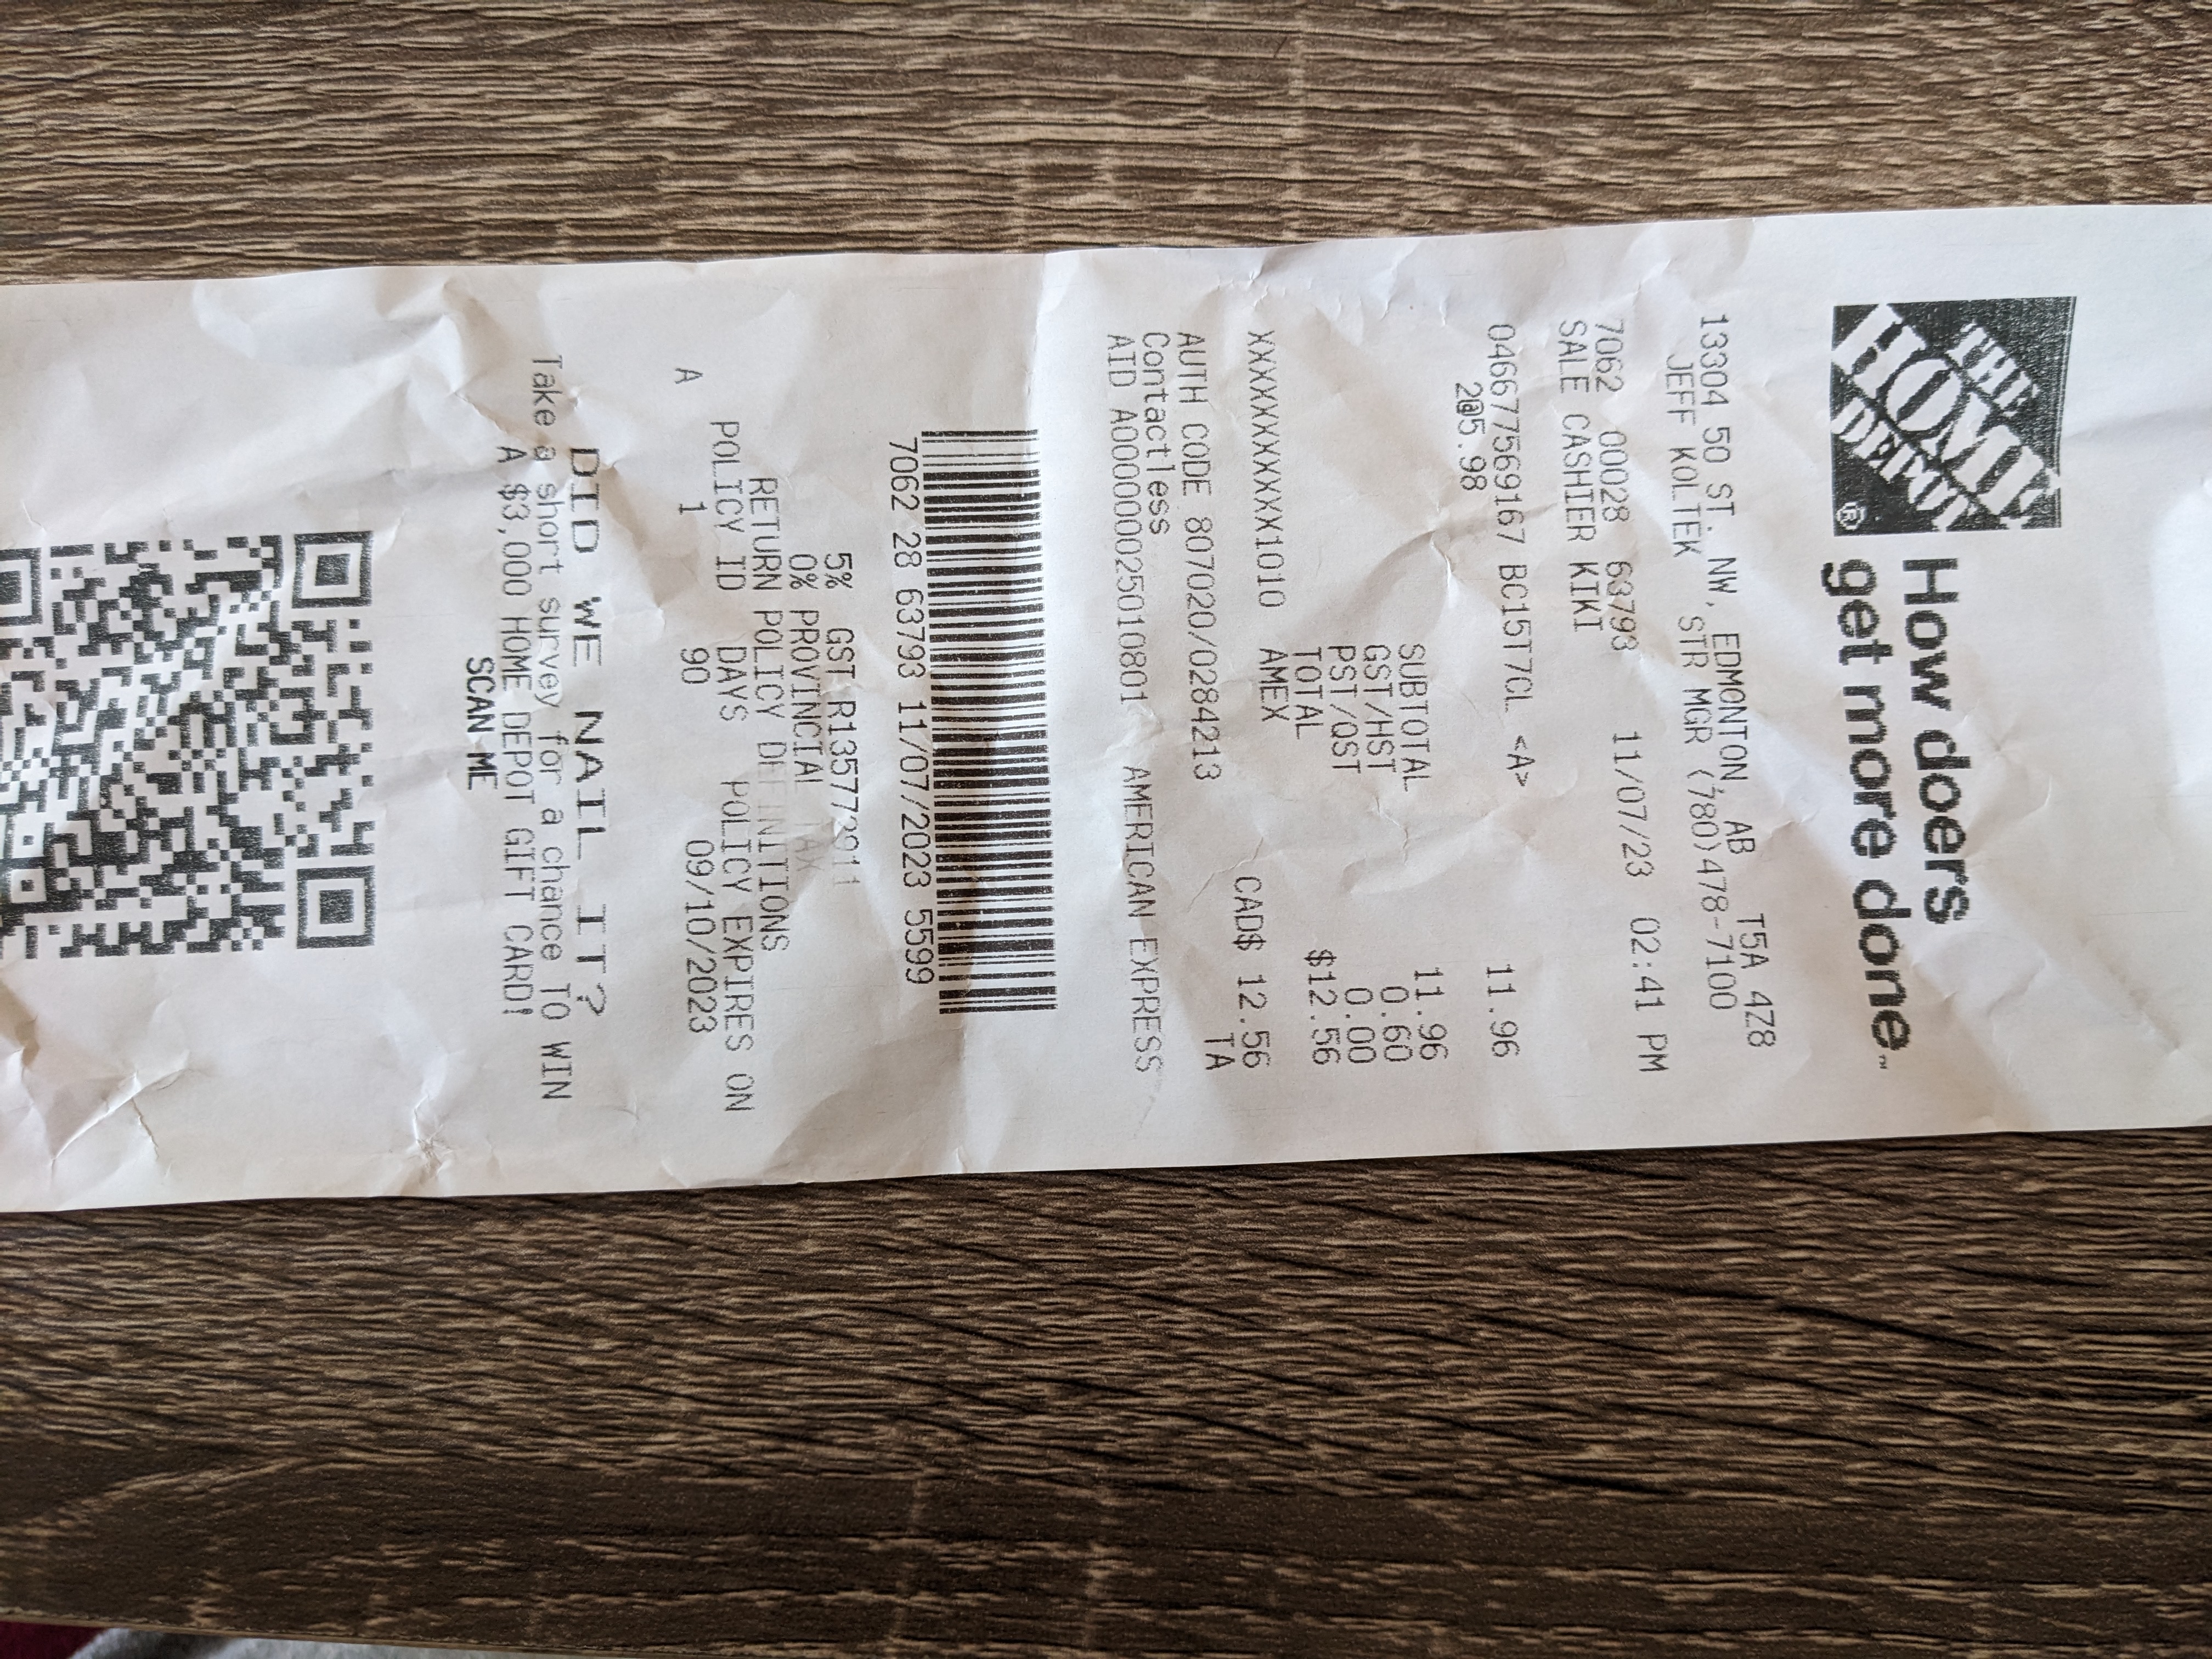 THE
HOME
DEPOT
®
How doers
get more done.™
13304 50 ST. NW, EDMONTON, AB T5A 4Z8
JEFF KOLTEK STR MGR (780)478-7100
7062 00028 63793 11/07/23 02:41 PM
SALE CASHIER KIKI
046677569167 BC15T7CL <A> 11.96
2@5.98
SUBTOTAL 11.96
GST/HST 0.60
PST/QST 0.00
TOTAL $12.56
XXXXXXXXXXX1010 AMEX
CAD$ 12.56
AUTH CODE 807020/0284213 TA
Contactless
AID A000000025010801 AMERICAN EXPRESS
7062 28 63793 11/07/2023 5599
5% GST
0% PROVINCIAL TAX
RETURN POLICY DEFINITIONS
POLICY ID DAYS POLICY EXPIRES ON
A 1 90 09/10/2023
DID WE NAIL IT?
Take a short survey for a chance TO WIN
A $3,000 HOME DEPOT GIFT CARD!
SCAN ME